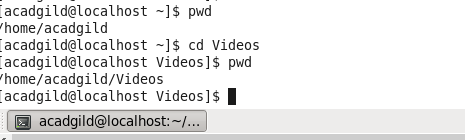 [acadgild@localhost ~]$ pwd
/home/acadgild
[acadgild@localhost ~]$ cd Videos
[acadgild@localhost Videos]$ pwd
/home/acadgild/Videos
[acadgild@localhost Videos]$
acadgild@localhost:~/...